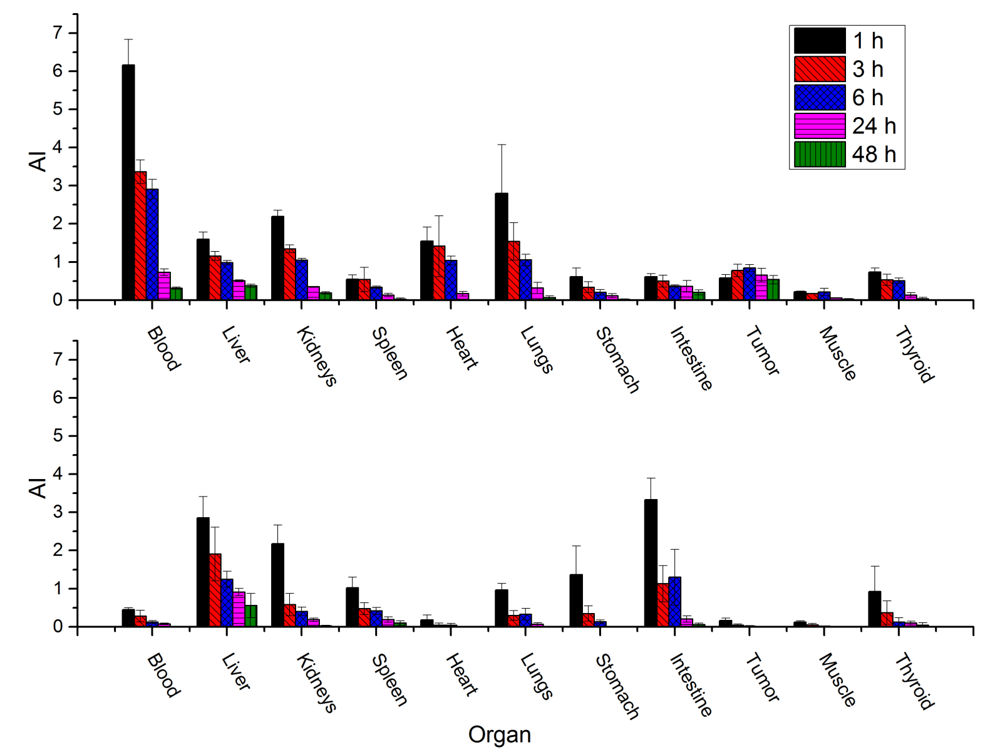 7
6
5
4
3
2
1
0
AI
1 h
3 h
6 h
24 h
48 h
Blood
Liver
Kidneys
Spleen
Heart
Lungs
Stomach
Intestine
Tumor
Muscle
Thyroid
7
6
5
4
3
2
1
0
AI
Blood
Liver
Kidneys
Spleen
Heart
Lungs
Stomach
Intestine
Tumor
Muscle
Thyroid
Organ